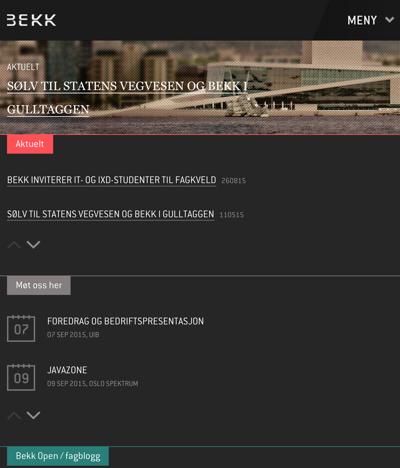 BEKK
MENY
AKTUELT
SØLV TIL STATENS VEGVESEN OG BEKK I
GULLTAGGEN
Aktuelt
BEKK INVITERER IT- OG IXD-STUDENTER TIL FAGKVELD 260815
SØLV TIL STATENS VEGVESEN OG BEKK I GULLTAGGEN 110515
Møt oss her
07
FOREDRAG OG BEDRIFTSPRESENTASJON
07 SEP 2015, UIB
09
JAVAZONE
09 SEP 2015, OSLO SPEKTRUM
Bekk Open / fagblogg